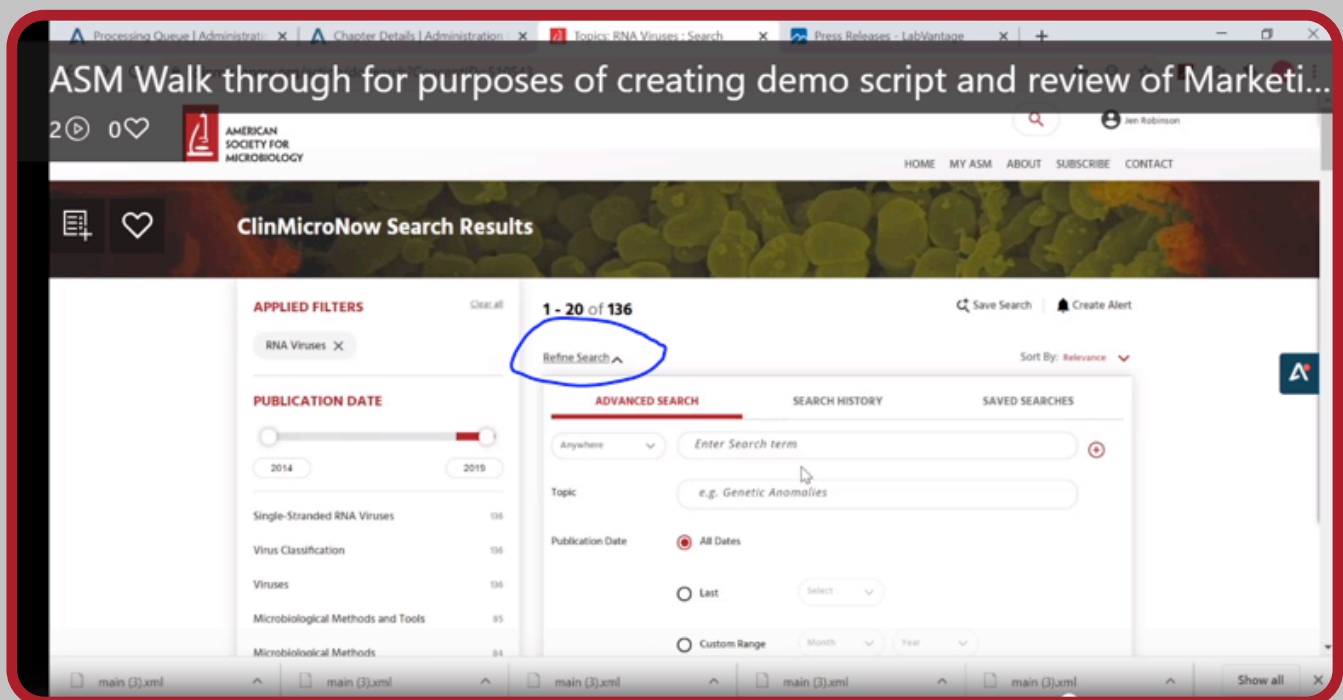 Processing Queue | Administratio
Chapter Details | Administration
Topics: RNA Viruses : Search
Press Releases - LabVantage
ASM Walk through for purposes of creating demo script and review of Marketi...
2 0
AMERICAN
SOCIETY FOR
MICROBIOLOGY
Jen Robinson
HOME MY ASM ABOUT SUBSCRIBE CONTACT
ClinMicroNow Search Results
APPLIED FILTERS Clear all
RNA Viruses
PUBLICATION DATE
2014 2019
Single-Stranded RNA Viruses 136
Virus Classification 136
Viruses 136
Microbiological Methods and Tools 85
Microbiological Methods 84
1 - 20 of 136
Save Search Create Alert
Refine Search
Sort By: Relevance
ADVANCED SEARCH SEARCH HISTORY SAVED SEARCHES
Anywhere Enter Search term
Topic e.g. Genetic Anomalies
Publication Date All Dates
Last Select
Custom Range Month Year
main (3).xml main (3).xml main (3).xml main (3).xml main (3).xml Show all